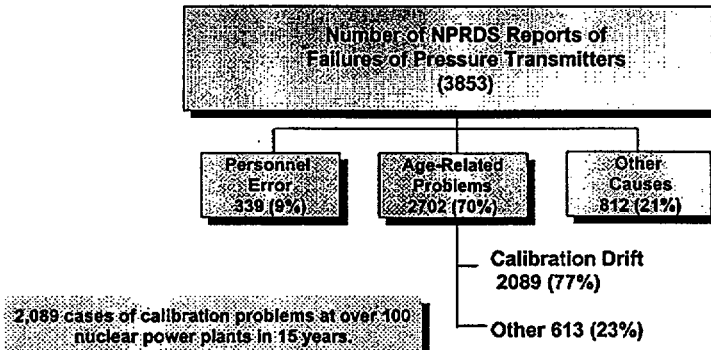 Number of NPRDS Reports of
Failures of Pressure Transmitters
(3853)
Personnel
Error
339 (9%)
Age-Related
Problems
2702 (70%)
Other
Causes
812 (21%)
Calibration Drift
2089 (77%)
Other 613 (23%)
2,089 cases of calibration problems at over 100
nuclear power plants in 15 years.